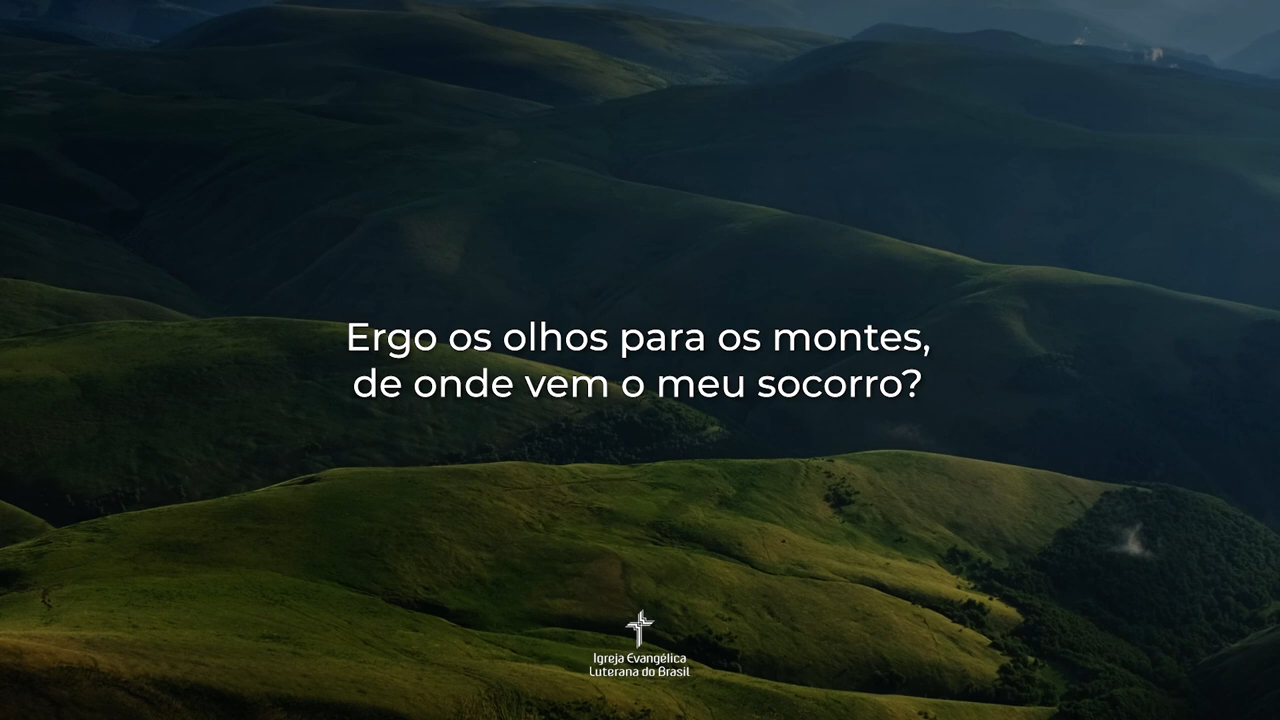 Ergo os olhos para os montes,
de onde vem o meu socorro?
Igreja Evangélica
Luterana do Brasil